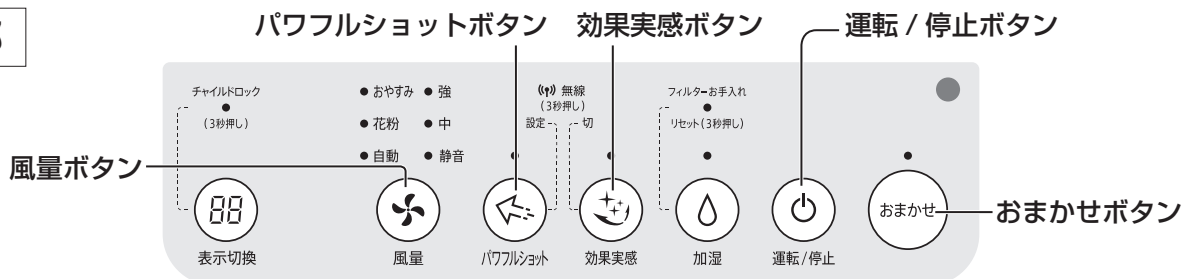 パワフルショットボタン 効果実感ボタン 運転 / 停止ボタン
チャイルドロック
(3秒押し)
おやすみ 強
花粉 中
自動 静音
無線
(3秒押し)
設定 切
フィルターお手入れ
リセット(3秒押し)
風量ボタン
88
おまかせ
おまかせボタン
表示切換 風量 パワフルショット 効果実感 加湿 運転/停止